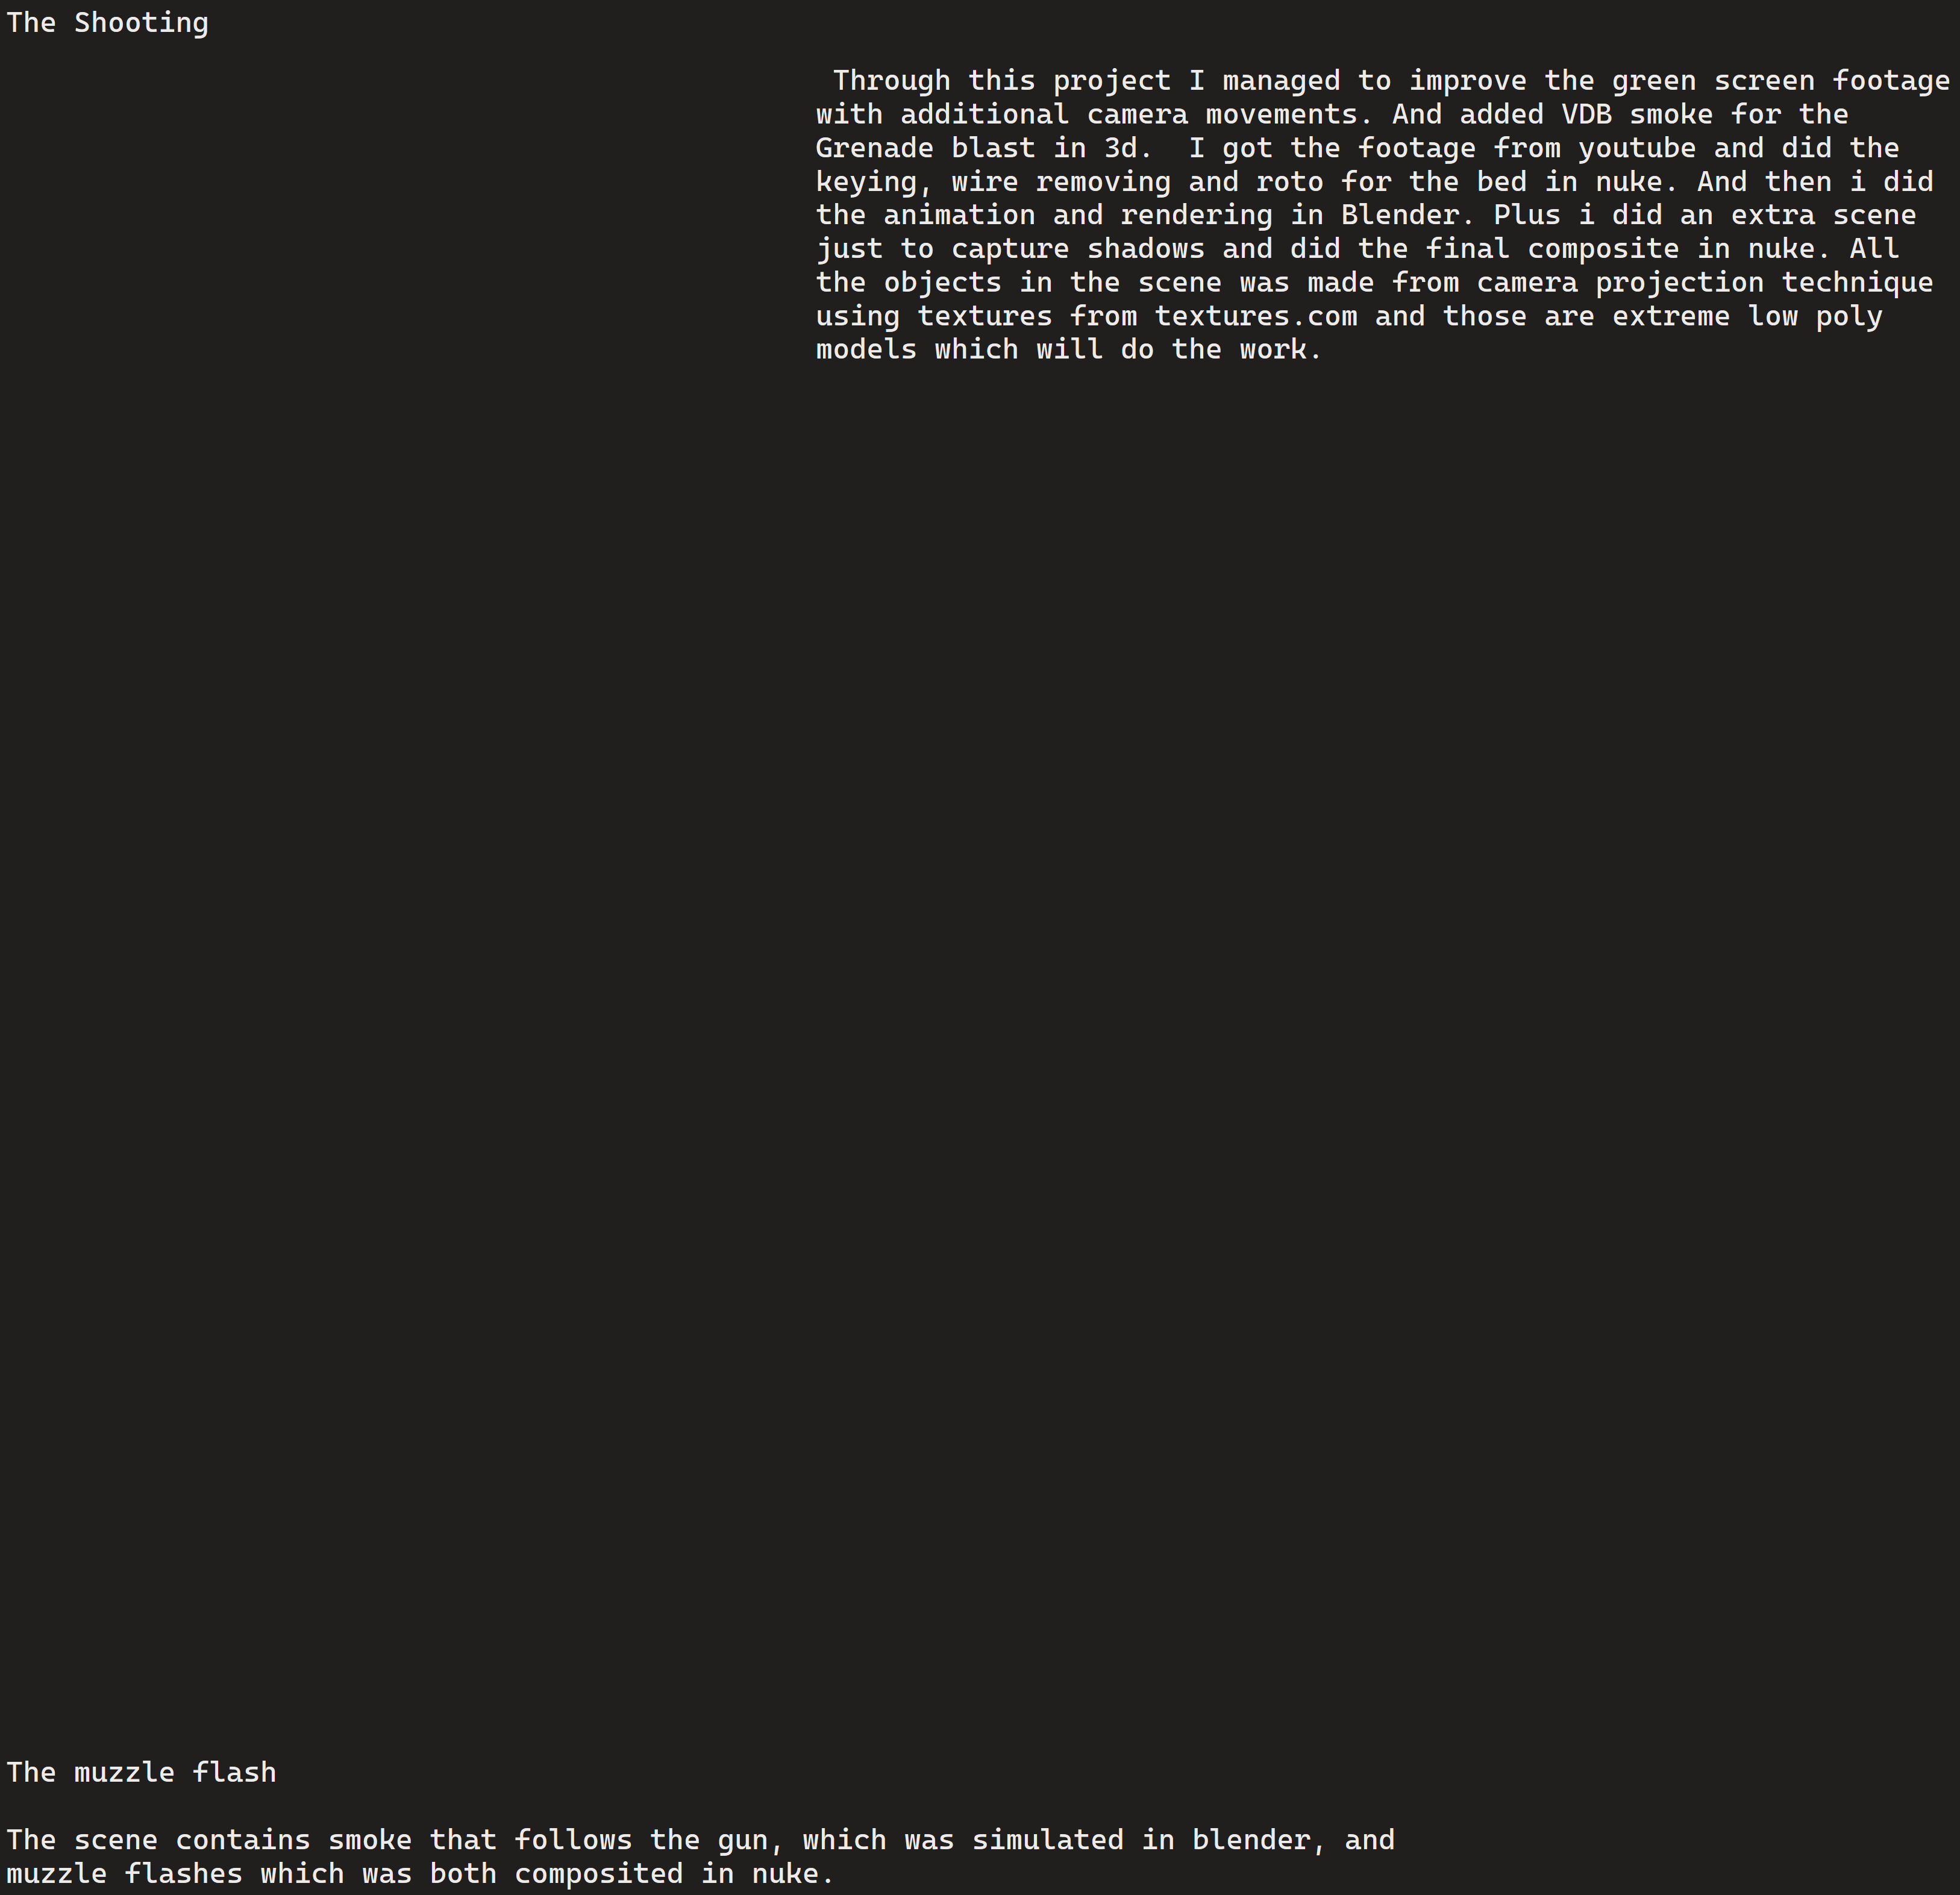 The Shooting
Through this project I managed to improve the green screen footage
with additional camera movements. And added VDB smoke for the
Grenade blast in 3d.  I got the footage from youtube and did the
keying, wire removing and roto for the bed in nuke. And then i did
the animation and rendering in Blender. Plus i did an extra scene
just to capture shadows and did the final composite in nuke. All
the objects in the scene was made from camera projection technique
using textures from textures.com and those are extreme low poly
models which will do the work.
The muzzle flash
The scene contains smoke that follows the gun, which was simulated in blender, and
muzzle flashes which was both composited in nuke.